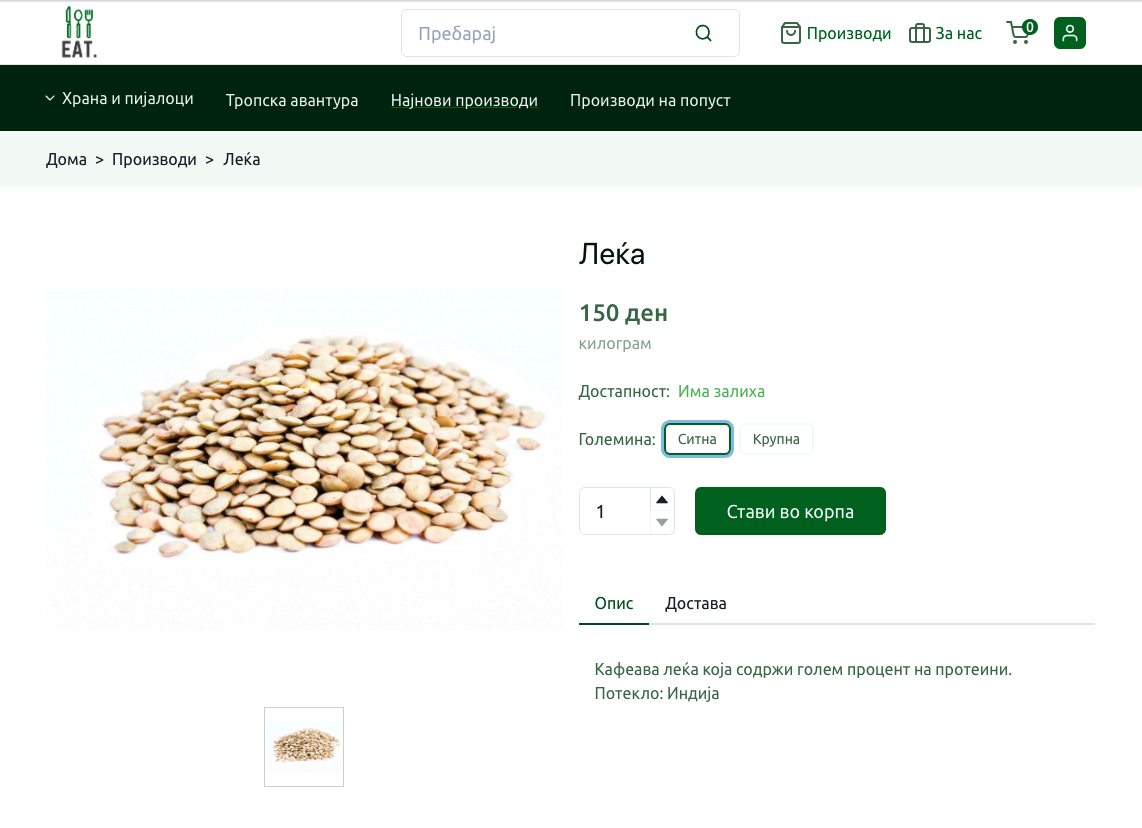 EAT.
Пребарај
Производи
За нас
0
Храна и пијалоци
Тропска авантура
Најнови производи
Производи на попуст
Дома > Производи > Леќа
Леќа
150 ден
килограм
Достапност: Има залиха
Големина: Ситна Крупна
1
Стави во корпа
Опис
Достава
Кафеава леќа која содржи голем процент на протеини.
Потекло: Индија